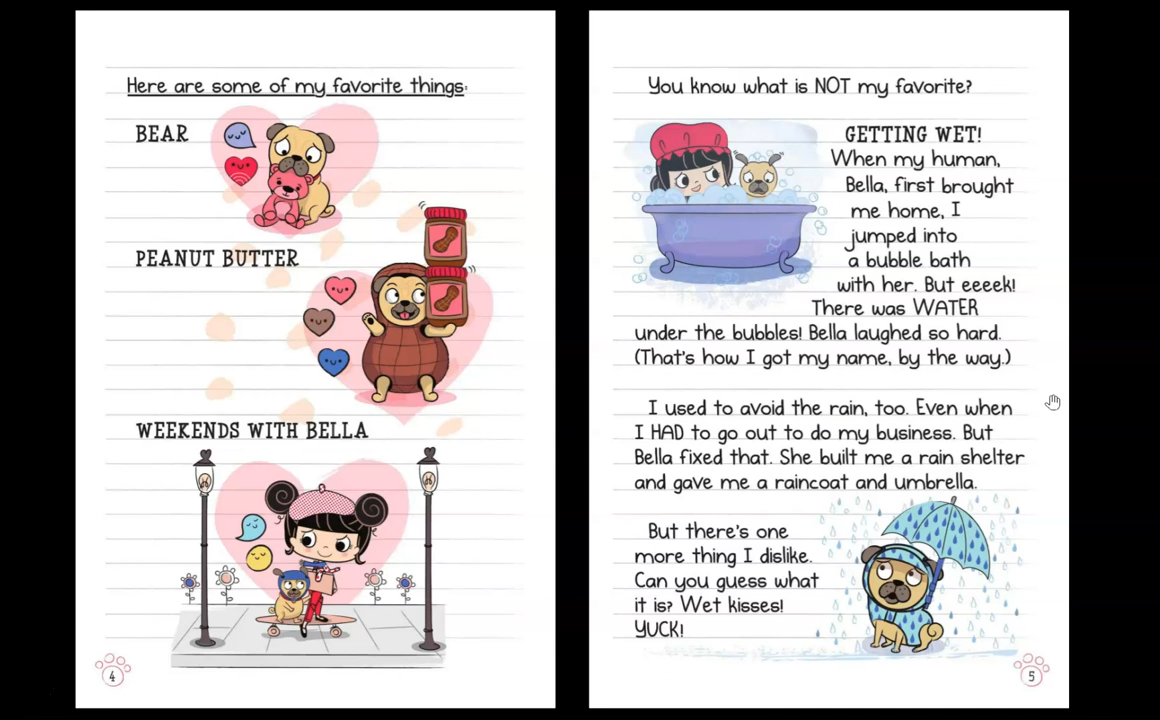 Here are some of my favorite things:
BEAR
PEANUT BUTTER
WEEKENDS WITH BELLA
4
You know what is NOT my favorite?
GETTING WET!
When my human,
Bella, first brought
me home, I
jumped into
a bubble bath
with her. But eeeek!
There was WATER
under the bubbles! Bella laughed so hard.
(That's how I got my name, by the way.)
I used to avoid the rain, too. Even when
I HAD to go out to do my business. But
Bella fixed that. She built me a rain shelter
and gave me a raincoat and umbrella.
But there's one
more thing I dislike.
Can you guess what
it is? Wet kisses!
YUCK!
5